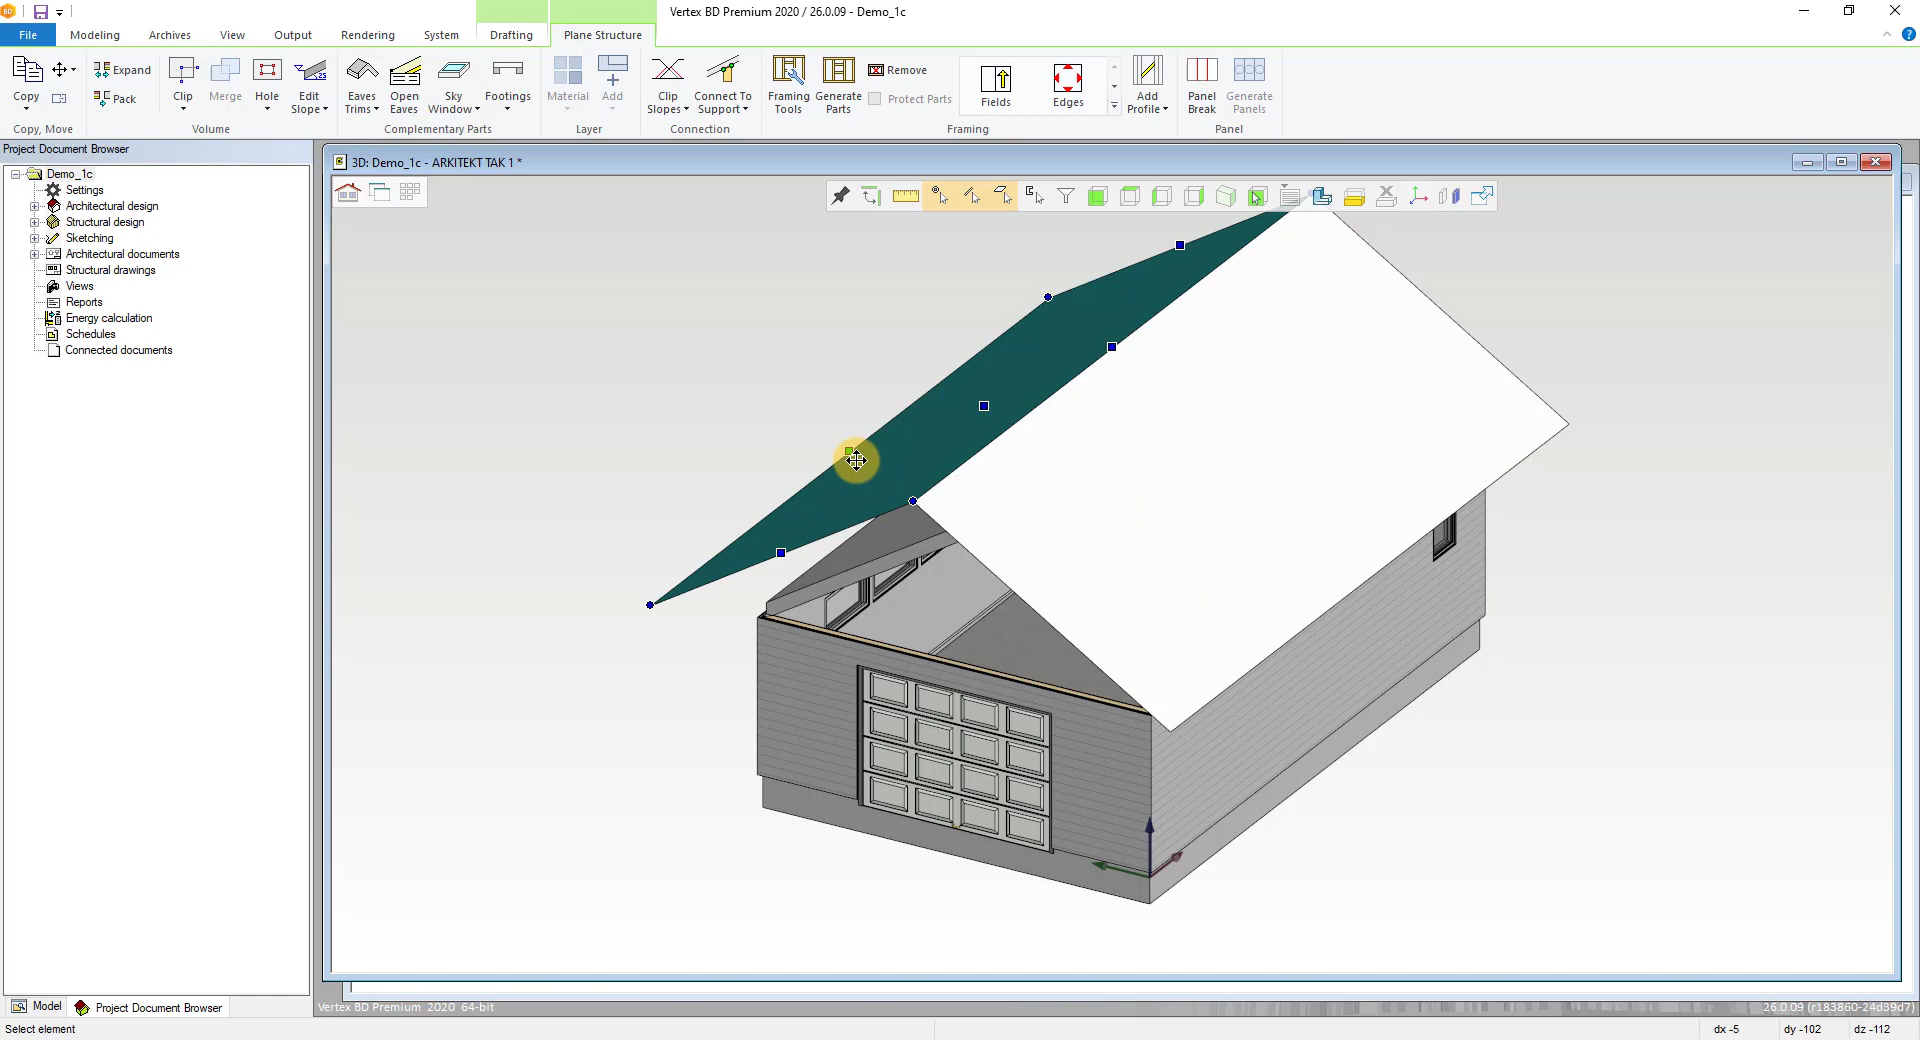 BD
Vertex BD Premium 2020 / 26.0.09 - Demo_1c
File Modeling Archives View Output Rendering System Drafting Plane Structure
Copy Expand Pack Clip Merge Hole Edit Slope Eaves Trims Open Eaves Sky Window Footings Material Add Clip Slopes Connect To Support Framing Tools Generate Parts Remove Protect Parts Fields Edges Add Profile Panel Break Generate Panels
Copy, Move Volume Complementary Parts Layer Connection Framing Panel
Project Document Browser
3D: Demo_1c - ARKITEKT TAK 1 *
Demo_1c
Settings
Architectural design
Structural design
Sketching
Architectural documents
Structural drawings
Views
Reports
Energy calculation
Schedules
Connected documents
Model Project Document Browser
Vertex BD Premium 2020 64-bit
26.0.09 (r183860-24d39d7)
Select element
dx -5 dy -102 dz -112